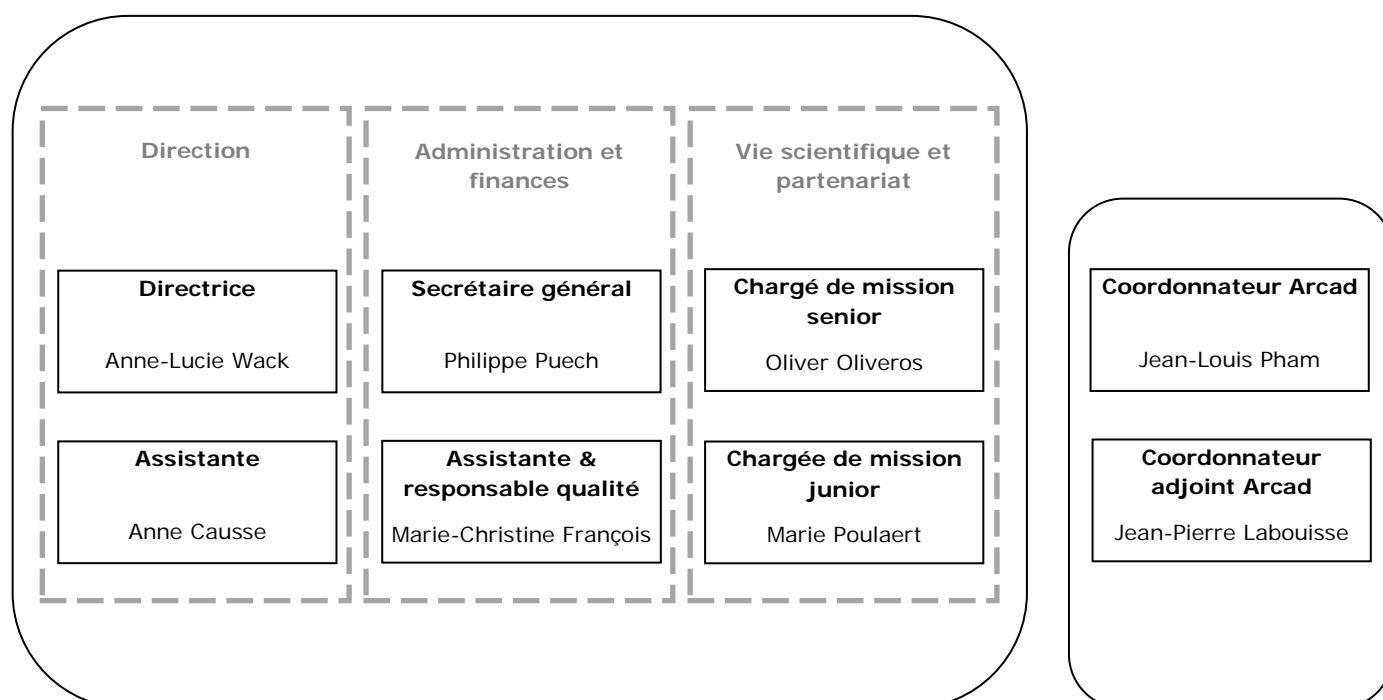 Direction
Administration et
finances
Vie scientifique et
partenariat
Directrice
Anne-Lucie Wack
Secrétaire général
Philippe Puech
Chargé de mission
senior
Oliver Oliveros
Coordonnateur Arcad
Jean-Louis Pham
Assistante
Anne Causse
Assistante &
responsable qualité
Marie-Christine François
Chargée de mission
junior
Marie Poulaert
Coordonnateur
adjoint Arcad
Jean-Pierre Labouisse